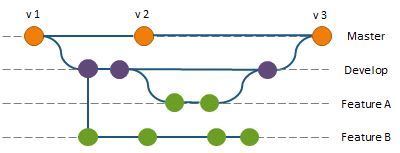 v 1
v 2
v 3
Master
Develop
Feature A
Feature B